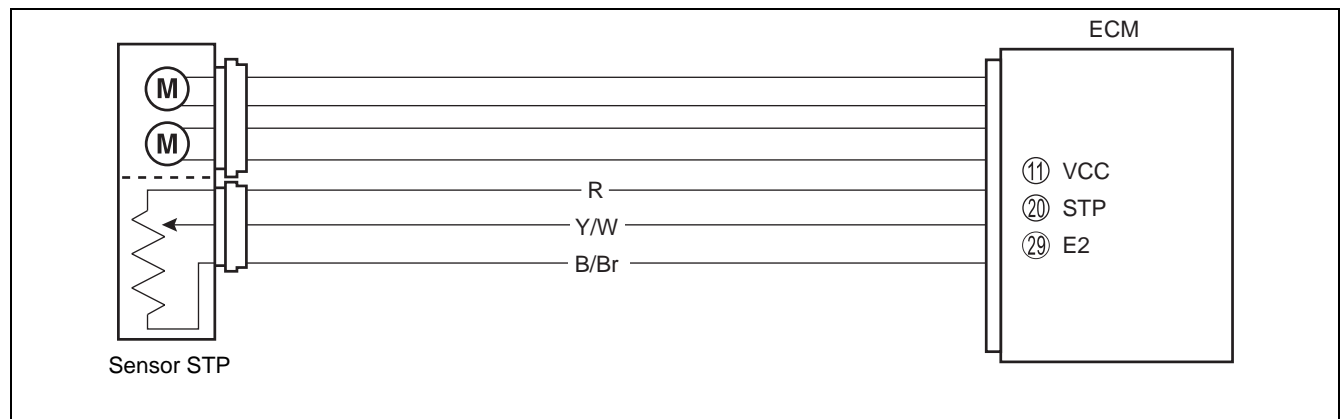 ECM
M
M
R
Y/W
B/Br
⑪ VCC
⑳ STP
㉙ E2
Sensor STP